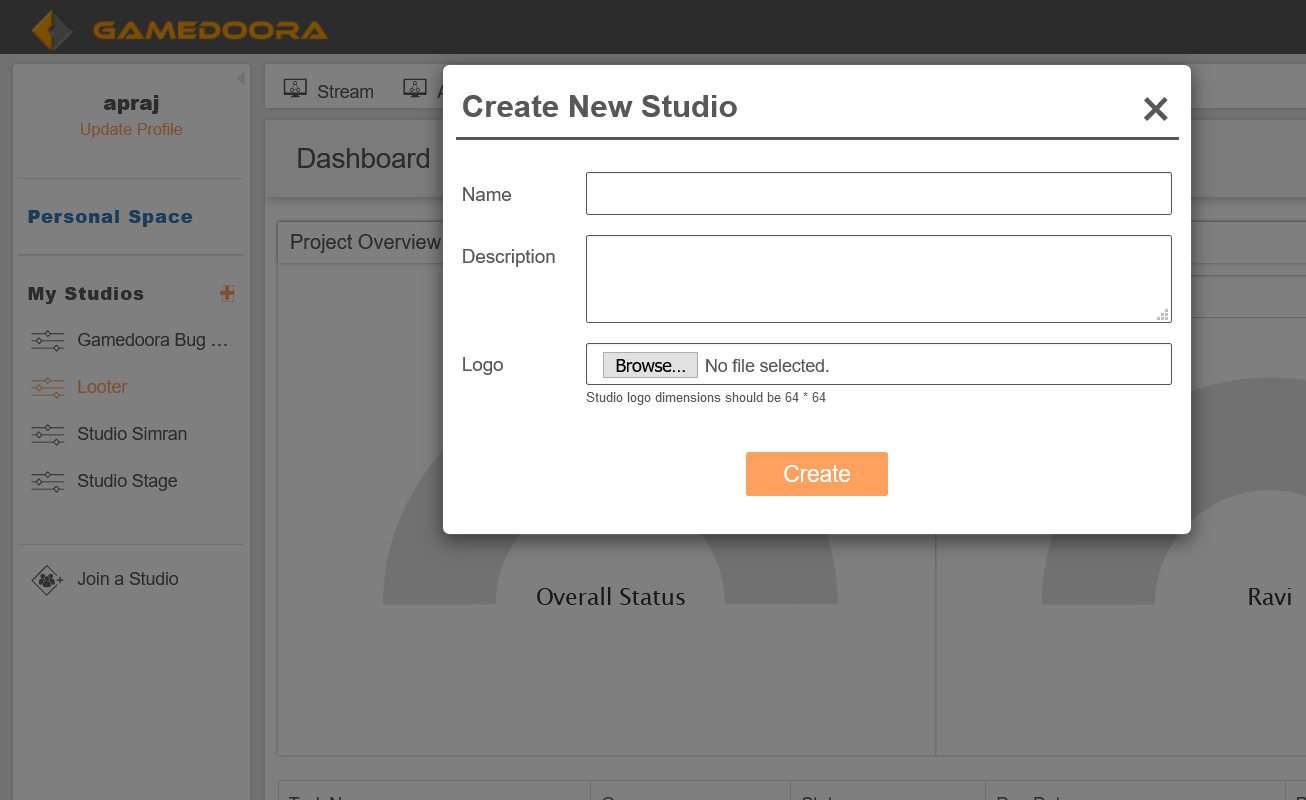 GAMEDOORA
apraj
Update Profile
Personal Space
My Studios
Gamedoora Bug ...
Looter
Studio Simran
Studio Stage
Join a Studio
Stream
Dashboard
Project Overview
Create New Studio
Name
Description
Logo
Browse...
No file selected.
Studio logo dimensions should be 64 * 64
Create
Overall Status
Ravi